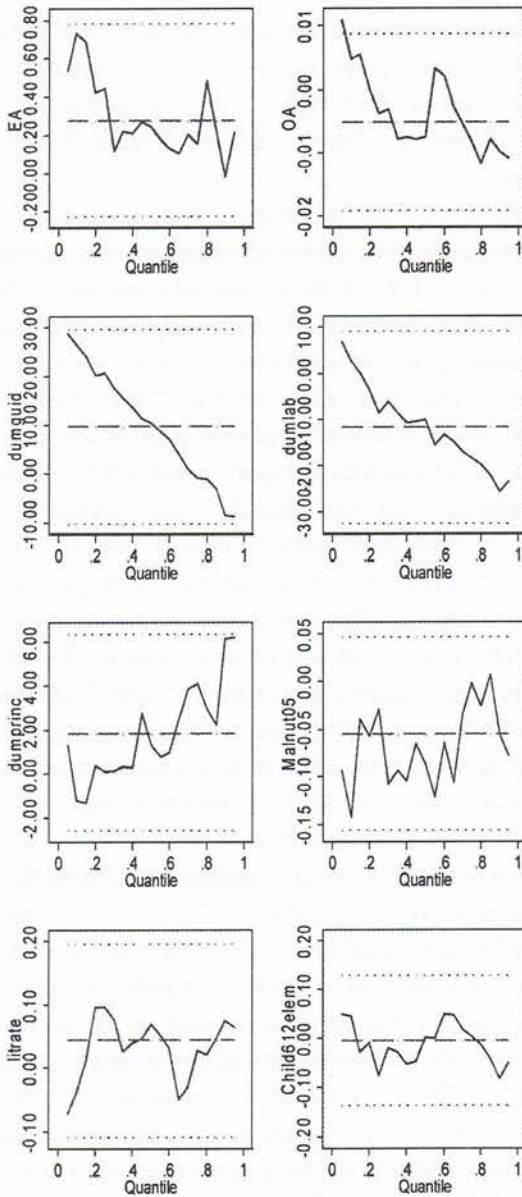 EA
0.80
0.60
0.40
0.20
0.00
-0.20
0 .2 .4 .6 .8 1
Quantile
OA
0.01
0.00
-0.01
-0.02
0 .2 .4 .6 .8 1
Quantile
dumguid
30.00
20.00
10.00
0.00
-10.00
0 .2 .4 .6 .8 1
Quantile
dumlab
10.00
0.00
-10.00
-20.00
-30.00
0 .2 .4 .6 .8 1
Quantile
dumprinc
6.00
4.00
2.00
0.00
-2.00
0 .2 .4 .6 .8 1
Quantile
Malnut05
0.05
0.00
-0.05
-0.10
-0.15
0 .2 .4 .6 .8 1
Quantile
litrate
0.20
0.10
0.00
-0.10
0 .2 .4 .6 .8 1
Quantile
Child612elem
0.20
0.10
0.00
-0.10
-0.20
0 .2 .4 .6 .8 1
Quantile